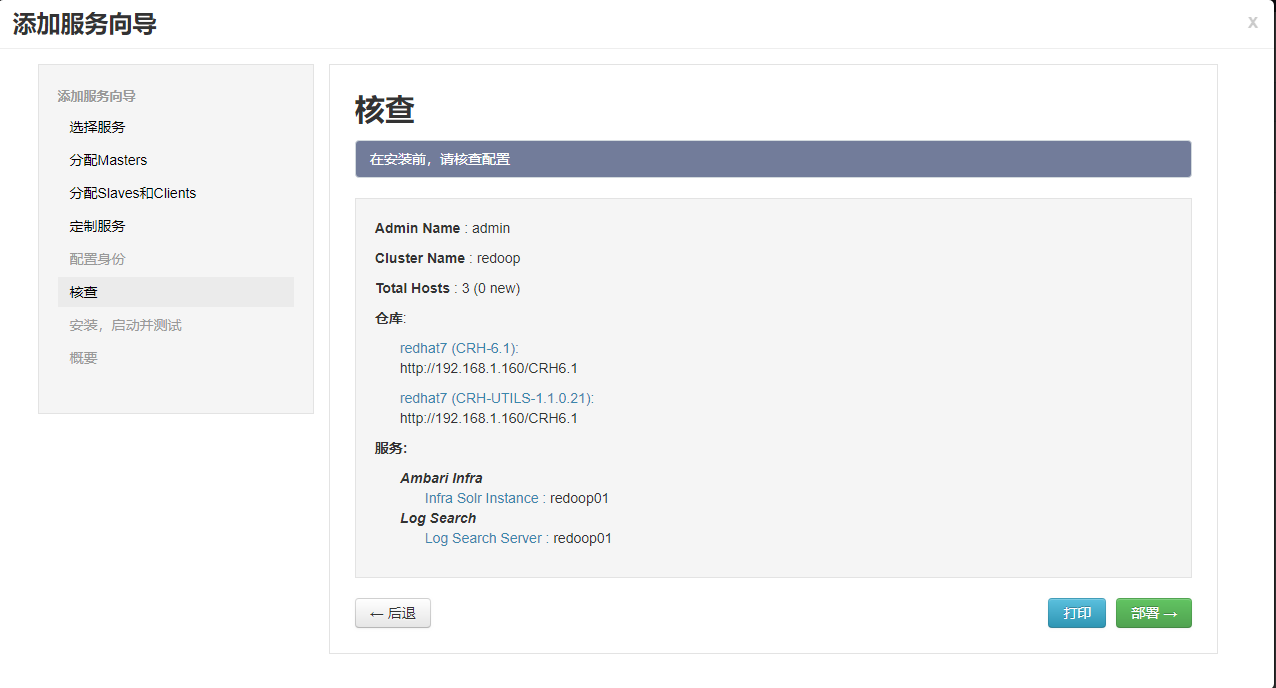 添加服务向导
x
添加服务向导
选择服务
分配Masters
分配Slaves和Clients
定制服务
配置身份
核查
安装，启动并测试
概要
核查
在安装前，请核查配置
Admin Name : admin
Cluster Name : redoop
Total Hosts : 3 (0 new)
仓库:
redhat7 (CRH-6.1):
http://192.168.1.160/CRH6.1
redhat7 (CRH-UTILS-1.1.0.21):
http://192.168.1.160/CRH6.1
服务:
Ambari Infra
Infra Solr Instance : redoop01
Log Search
Log Search Server : redoop01
← 后退
打印
部署 →